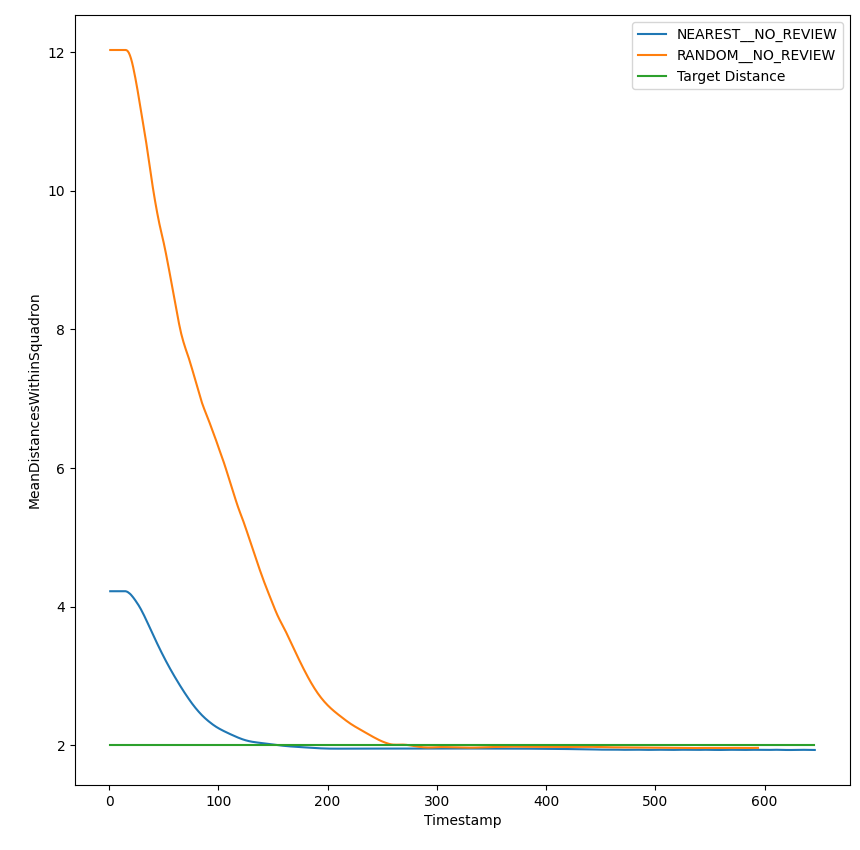 NEAREST__NO_REVIEW
RANDOM__NO_REVIEW
Target Distance
MeanDistancesWithinSquadron
12
10
8
6
4
2
0 100 200 300 400 500 600
Timestamp